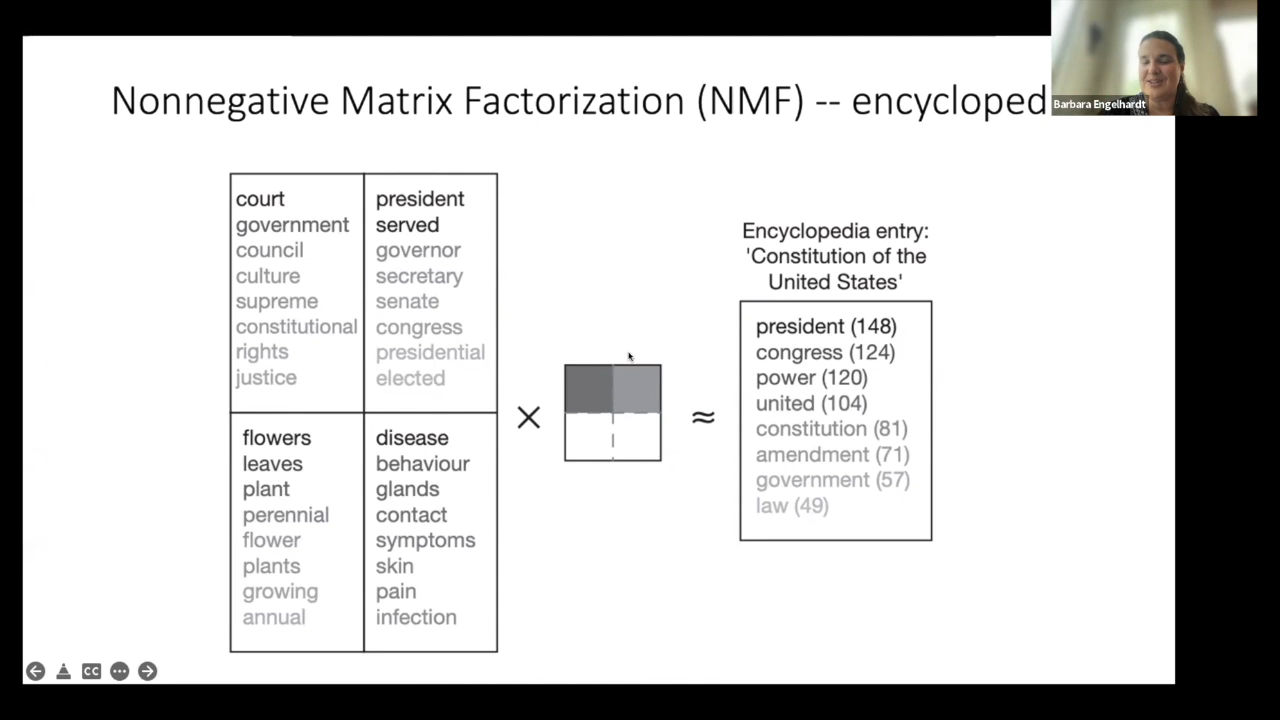 Nonnegative Matrix Factorization (NMF) -- encycloped
Barbara Engelhardt
court
government
council
culture
supreme
constitutional
rights
justice
president
served
governor
secretary
senate
congress
presidential
elected
flowers
leaves
plant
perennial
flower
plants
growing
annual
disease
behaviour
glands
contact
symptoms
skin
pain
infection
×
≈
Encyclopedia entry:
'Constitution of the
United States'
president (148)
congress (124)
power (120)
united (104)
constitution (81)
amendment (71)
government (57)
law (49)
CC